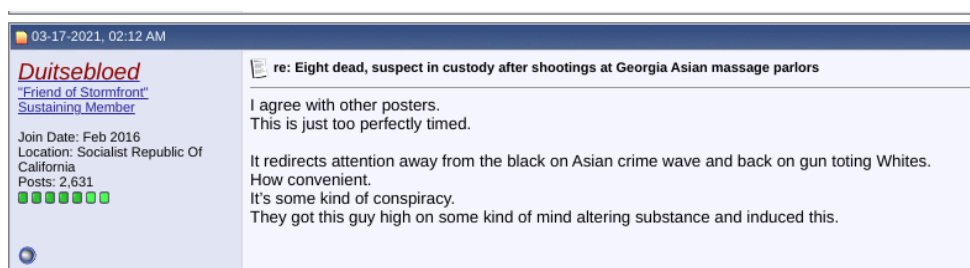 03-17-2021, 02:12 AM
Duitsebloed
"Friend of Stormfront"
Sustaining Member
Join Date: Feb 2016
Location: Socialist Republic Of
California
Posts: 2,631
re: Eight dead, suspect in custody after shootings at Georgia Asian massage parlors
I agree with other posters.
This is just too perfectly timed.
It redirects attention away from the black on Asian crime wave and back on gun toting Whites.
How convenient.
It's some kind of conspiracy.
They got this guy high on some kind of mind altering substance and induced this.